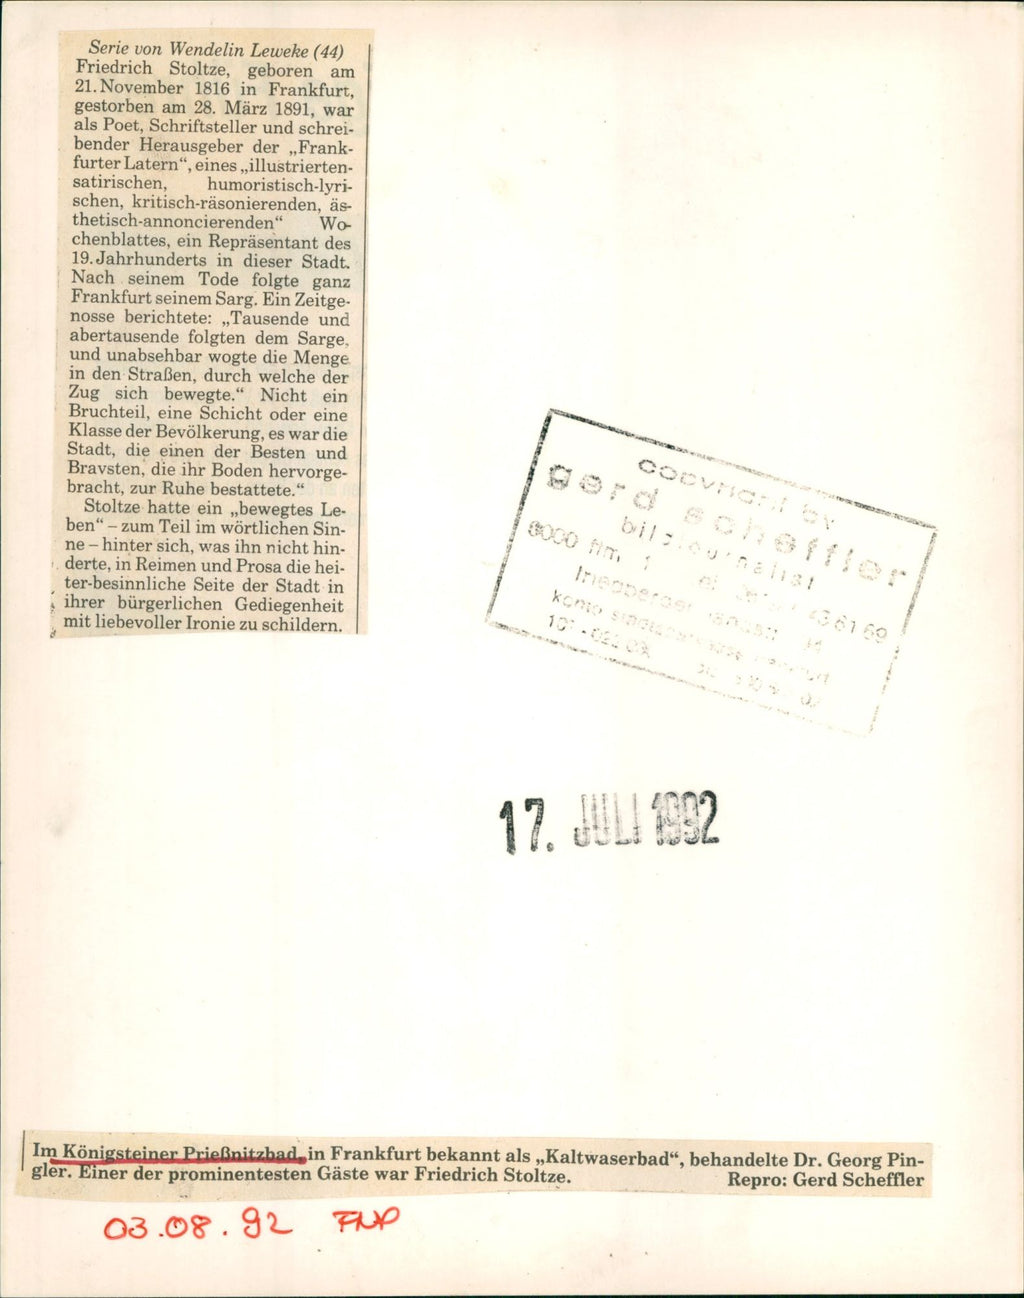 Serie von Wendelin Leweke (44)
Friedrich Stoltze, geboren am
21. November 1816 in Frankfurt,
gestorben am 28. März 1891, war
als Poet, Schriftsteller und schrei-
bender Herausgeber der „Frank-
furter Latern“, eines „illustrierten-
satirischen, humoristisch-lyri-
schen, kritisch-räsonierenden, äs-
thetisch-annoncierenden“ Wo-
chenblattes, ein Repräsentant des
19. Jahrhunderts in dieser Stadt.
Nach seinem Tode folgte ganz
Frankfurt seinem Sarg. Ein Zeitge-
nosse berichtete: „Tausende und
abertausende folgten dem Sarge,
und unabsehbar wogte die Menge
in den Straßen, durch welche der
Zug sich bewegte.“ Nicht ein
Bruchteil, eine Schicht oder eine
Klasse der Bevölkerung, es war die
Stadt, die einen der Besten und
Bravsten, die ihr Boden hervorge-
bracht, zur Ruhe bestattete.“
Stoltze hatte ein „bewegtes Le-
ben“ – zum Teil im wörtlichen Sin-
ne – hinter sich, was ihn nicht hin-
derte, in Reimen und Prosa die hei-
ter-besinnliche Seite der Stadt in
ihrer bürgerlichen Gediegenheit
mit liebevoller Ironie zu schildern.
copyright by
gerd scheffler
bildjournalist
6000 ffm. 1
17. JULI 1992
Im Königsteiner Prießnitzbad, in Frankfurt bekannt als „Kaltwaserbad“, behandelte Dr. Georg Pin-
gler. Einer der prominentesten Gäste war Friedrich Stoltze. Repro: Gerd Scheffler
03.08.92 FNP